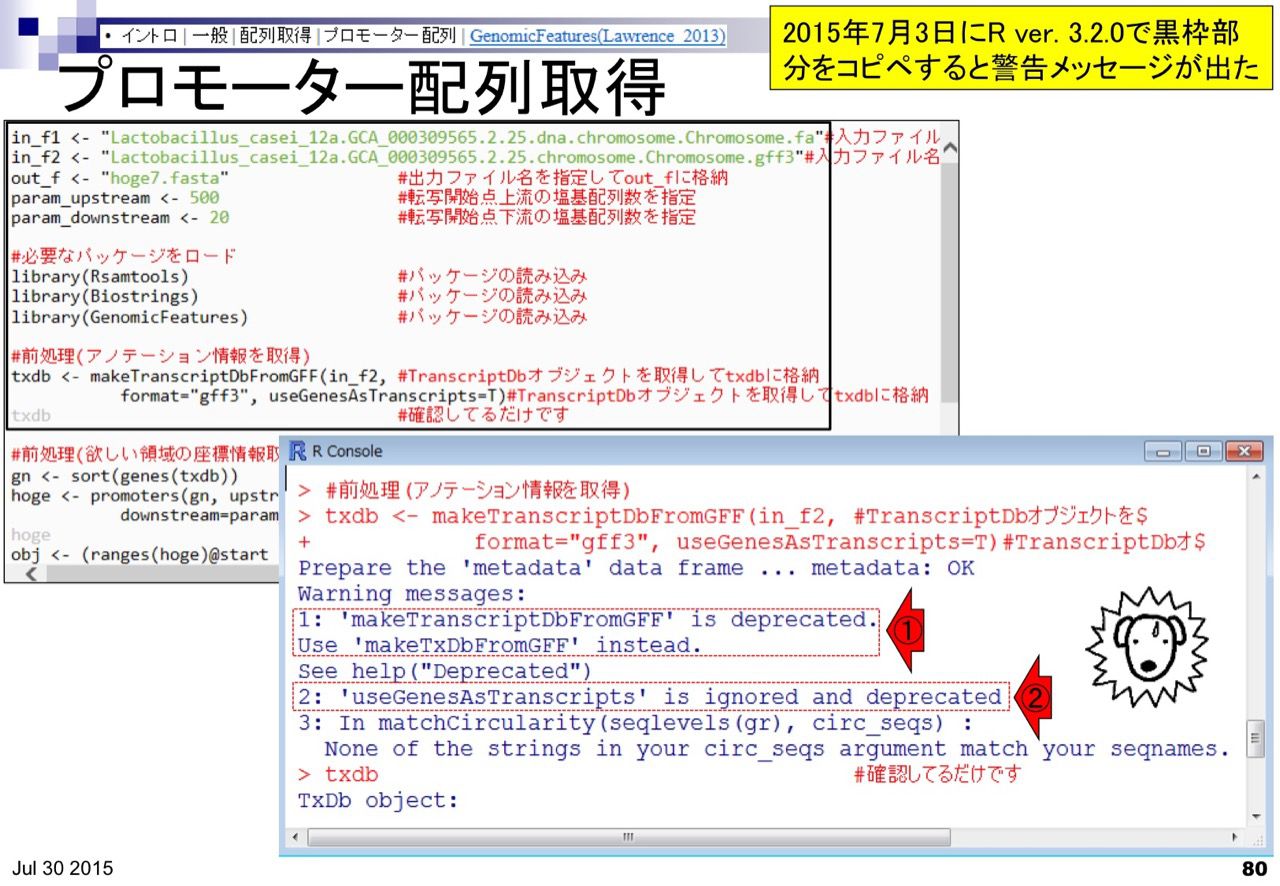 • イントロ | 一般 | 配列取得 | プロモーター配列 | GenomicFeatures(Lawrence_2013)
2015年7月3日にR ver. 3.2.0で黒枠部
分をコピペすると警告メッセージが出た
プロモーター配列取得
in_f1 <- "Lactobacillus_casei_12a.GCA_000309565.2.25.dna.chromosome.Chromosome.fa"#入力ファイル
in_f2 <- "Lactobacillus_casei_12a.GCA_000309565.2.25.chromosome.Chromosome.gff3"#入力ファイル名
out_f <- "hoge7.fasta" #出力ファイル名を指定してout_fに格納
param_upstream <- 500 #転写開始点上流の塩基配列数を指定
param_downstream <- 20 #転写開始点下流の塩基配列数を指定
#必要なパッケージをロード
library(Rsamtools) #パッケージの読み込み
library(Biostrings) #パッケージの読み込み
library(GenomicFeatures) #パッケージの読み込み
#前処理(アノテーション情報を取得)
txdb <- makeTranscriptDbFromGFF(in_f2, #TranscriptDbオブジェクトを取得してtxdbに格納
format="gff3", useGenesAsTranscripts=T)#TranscriptDbオブジェクトを取得してtxdbに格納
txdb #確認してるだけです
#前処理(欲しい領域の座標情報取
gn <- sort(genes(txdb))
hoge <- promoters(gn, upstr
downstream=param
hoge
obj <- (ranges(hoge)@start
R Console
> #前処理(アノテーション情報を取得)
> txdb <- makeTranscriptDbFromGFF(in_f2, #TranscriptDbオブジェクトを$
+ format="gff3", useGenesAsTranscripts=T)#TranscriptDbオ$
Prepare the 'metadata' data frame ... metadata: OK
Warning messages:
1: 'makeTranscriptDbFromGFF' is deprecated.
①
Use 'makeTxDbFromGFF' instead.
See help("Deprecated")
2: 'useGenesAsTranscripts' is ignored and deprecated
②
3: In matchCircularity(seqlevels(gr), circ_seqs) :
None of the strings in your circ_seqs argument match your seqnames.
> txdb #確認してるだけです
TxDb object:
Jul 30 2015
80